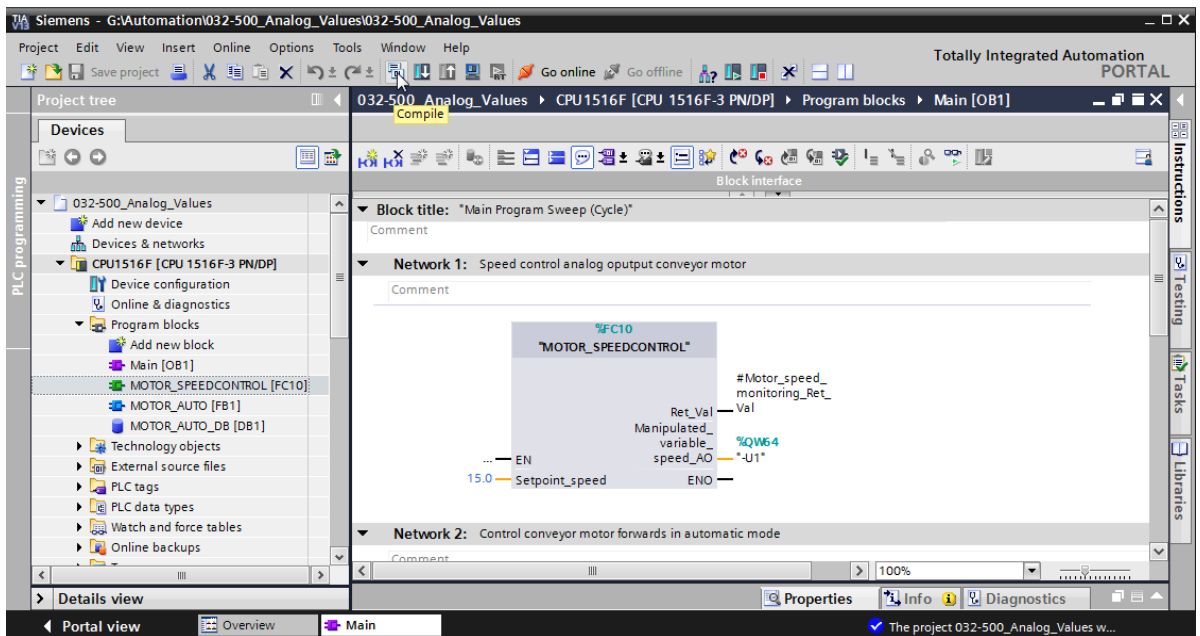 TIA V13 Siemens - G:\Automation\032-500_Analog_Values\032-500_Analog_Values
Project Edit View Insert Online Options Tools Window Help
Totally Integrated Automation
PORTAL
Save project Go online Go offline
Compile
Project tree
032-500_Analog_Values CPU1516F [CPU 1516F-3 PN/DP] Program blocks Main [OB1]
Devices
Block interface
PLC programming
032-500_Analog_Values
Add new device
Devices & networks
CPU1516F [CPU 1516F-3 PN/DP]
Device configuration
Online & diagnostics
Program blocks
Add new block
Main [OB1]
MOTOR_SPEEDCONTROL [FC10]
MOTOR_AUTO [FB1]
MOTOR_AUTO_DB [DB1]
Technology objects
External source files
PLC tags
PLC data types
Watch and force tables
Online backups
Details view
Block title: "Main Program Sweep (Cycle)"
Comment
Network 1: Speed control analog oputput conveyor motor
Comment
%FC10
"MOTOR_SPEEDCONTROL"
#Motor_speed_
monitoring_Ret_
Ret_Val Val
Manipulated_
variable_ %QW64
... EN speed_AO "-U1"
15.0 Setpoint_speed ENO
Network 2: Control conveyor motor forwards in automatic mode
Comment
100%
Properties Info Diagnostics
Instructions
Testing
Tasks
Libraries
Portal view Overview Main
The project 032-500_Analog_Values w...